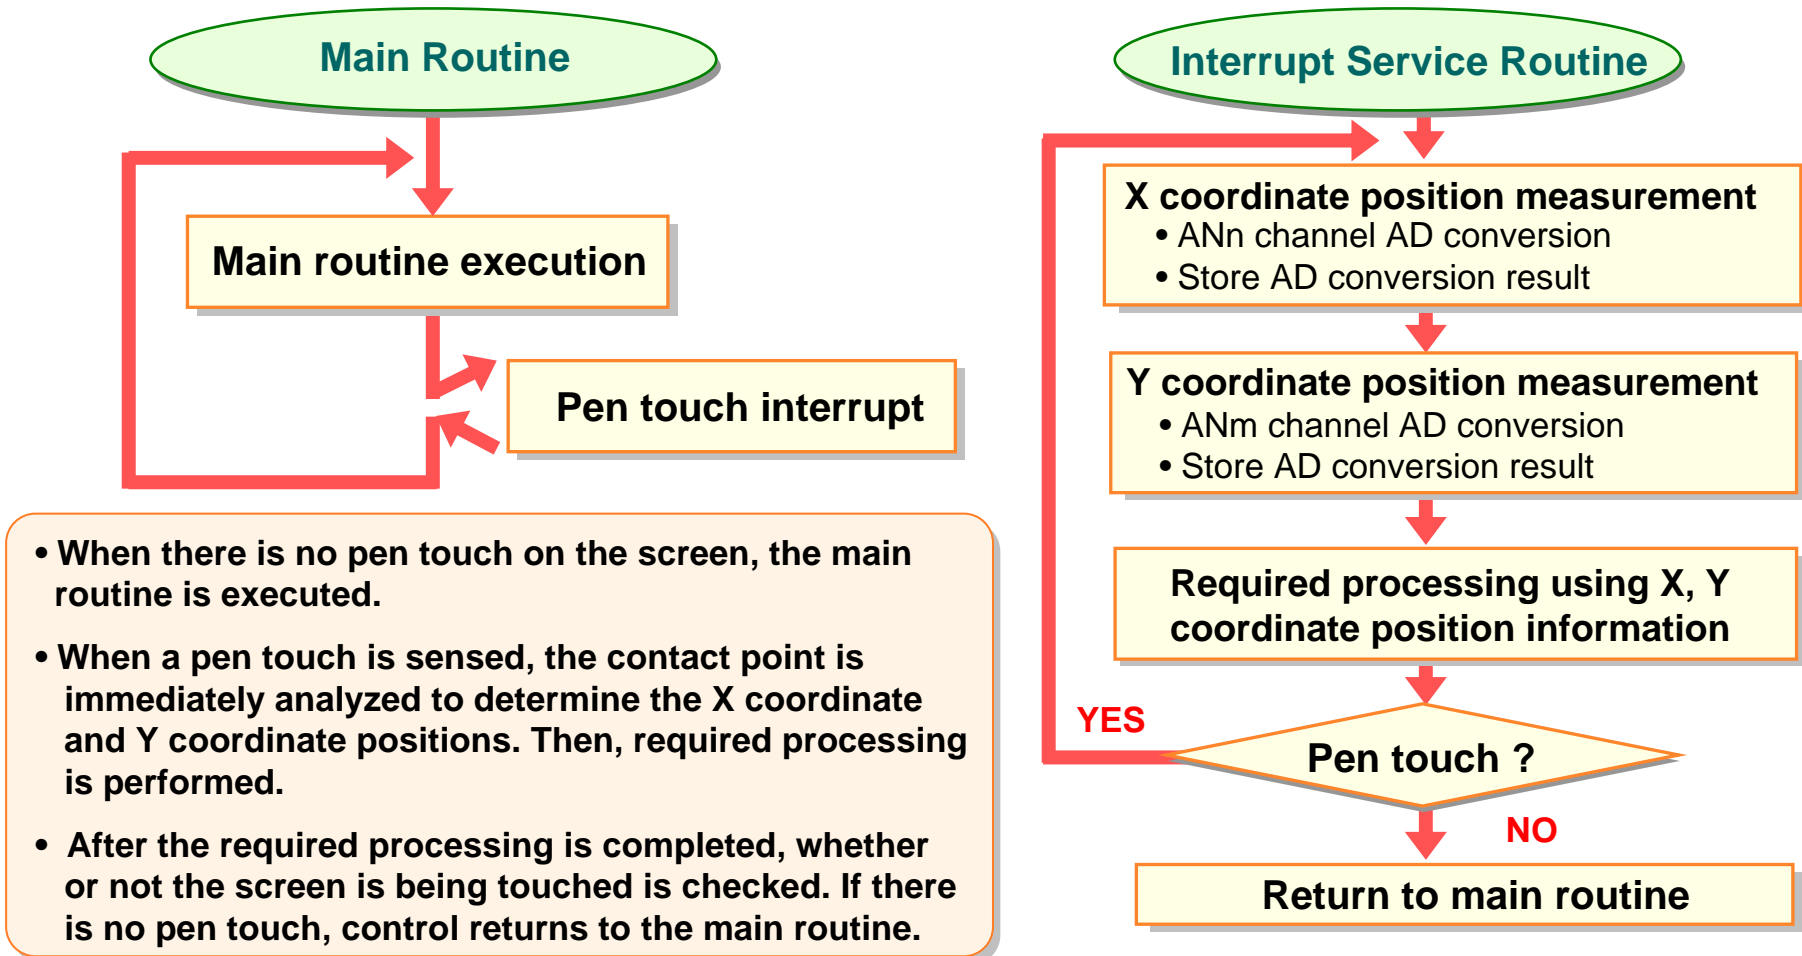 Main Routine
Main routine execution
Pen touch interrupt
• When there is no pen touch on the screen, the main
routine is executed.
• When a pen touch is sensed, the contact point is
immediately analyzed to determine the X coordinate
and Y coordinate positions. Then, required processing
is performed.
• After the required processing is completed, whether
or not the screen is being touched is checked. If there
is no pen touch, control returns to the main routine.
Interrupt Service Routine
X coordinate position measurement
• ANn channel AD conversion
• Store AD conversion result
Y coordinate position measurement
• ANm channel AD conversion
• Store AD conversion result
Required processing using X, Y
coordinate position information
YES
Pen touch ?
NO
Return to main routine